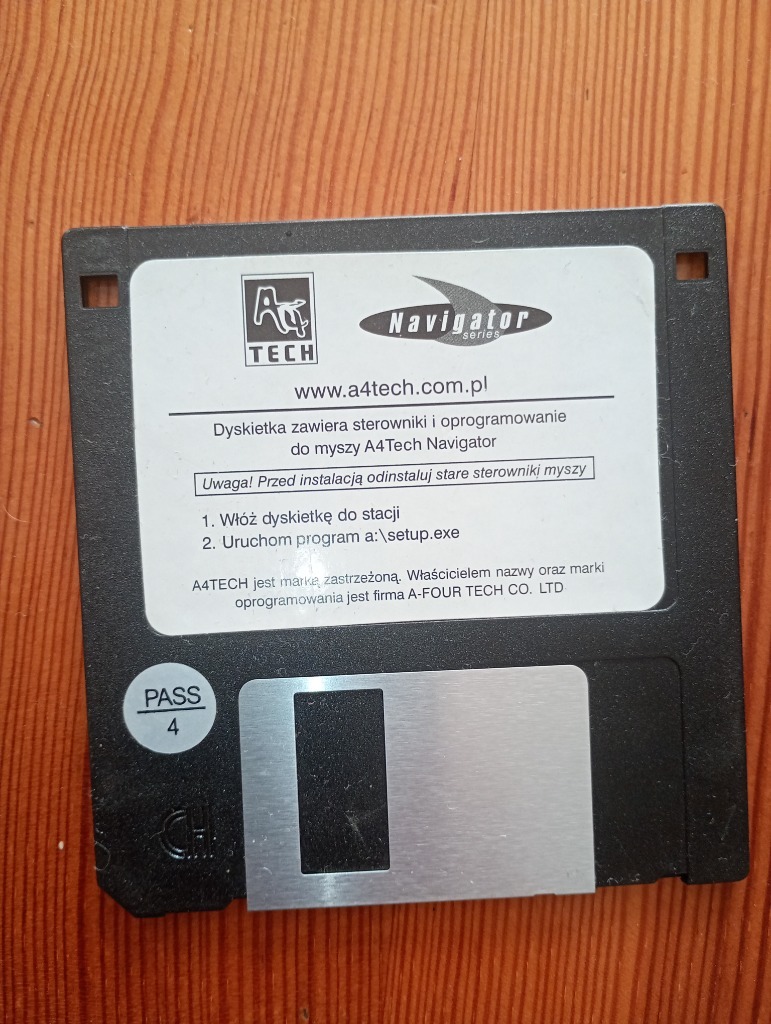 A4
TECH
Navigator
series
www.a4tech.com.pl
Dyskietka zawiera sterowniki i oprogramowanie
do myszy A4Tech Navigator
Uwaga! Przed instalacją odinstaluj stare sterowniki myszy
1. Włóż dyskietkę do stacji
2. Uruchom program a:\setup.exe
A4TECH jest marką zastrzeżoną. Właścicielem nazwy oraz marki
oprogramowania jest firma A-FOUR TECH CO. LTD
PASS
4
CH